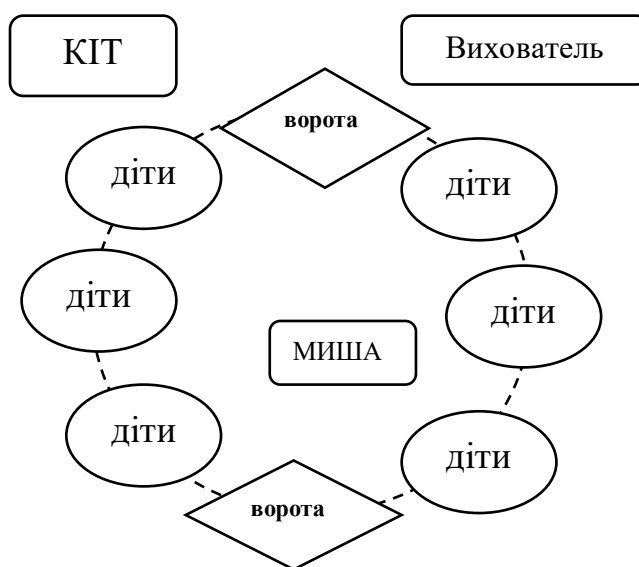 КІТ
Вихователь
ворота
діти
діти
діти
діти
МИША
діти
діти
ворота